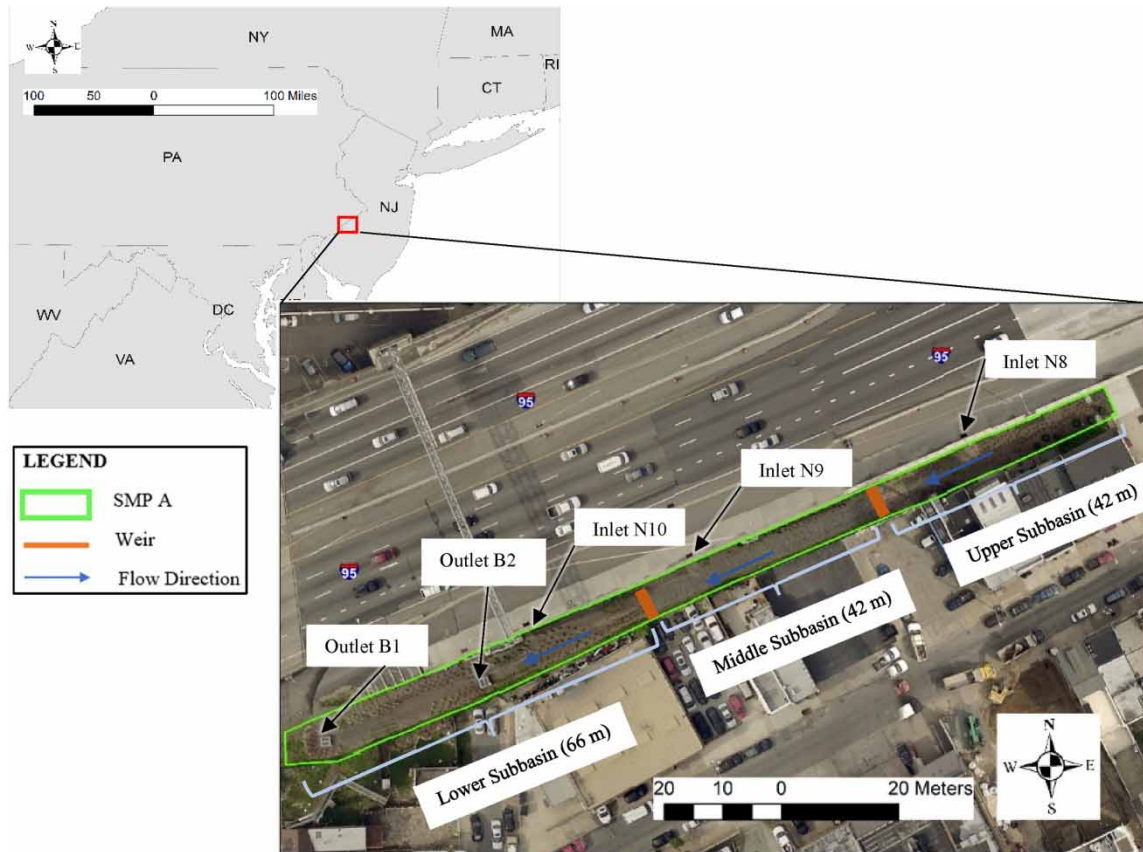 NY
MA
N
W E
S
CT
RI
100 50 0 100 Miles
PA
NJ
WV
DC
VA
95
Inlet N8
95
LEGEND
SMP A
Weir
Flow Direction
Inlet N9
Inlet N10
Outlet B2
95
Outlet B1
Upper Subbasin (42 m)
Middle Subbasin (42 m)
Lower Subbasin (66 m)
N
W E
S
20 10 0 20 Meters